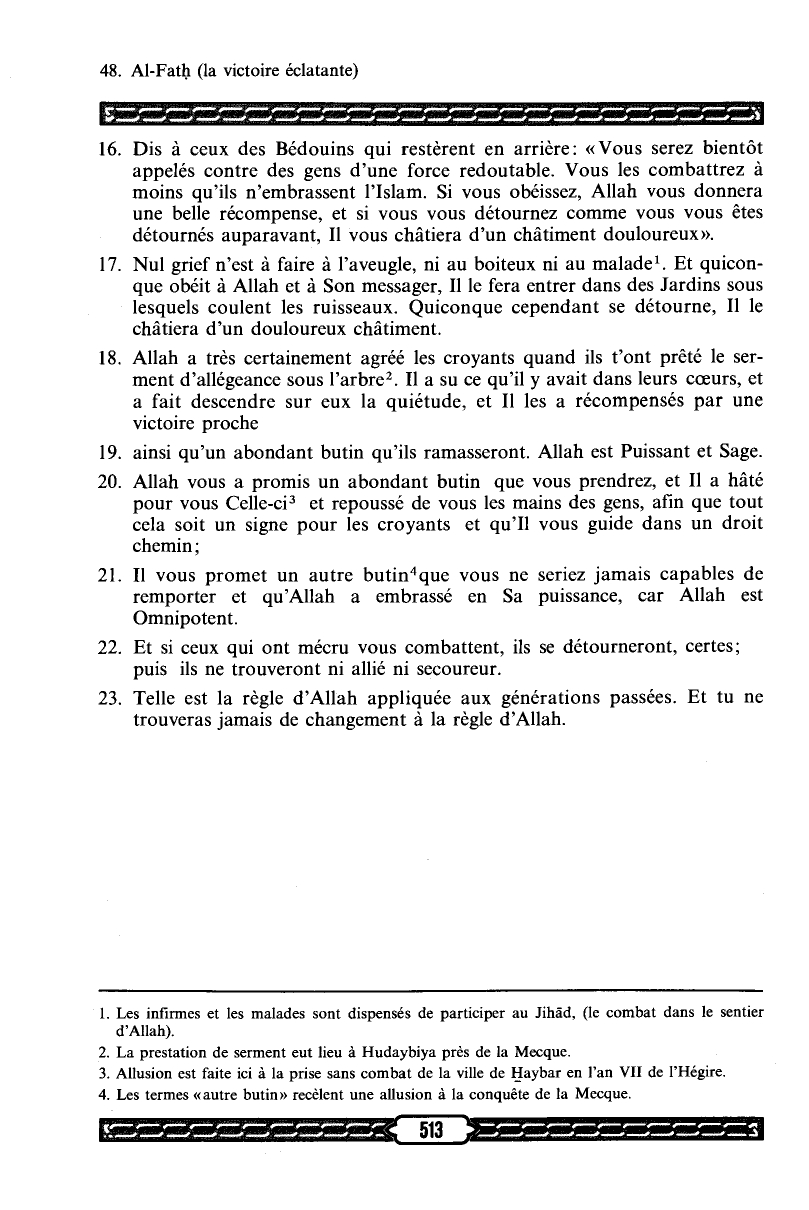 48. Al-Fatḥ (la victoire éclatante)
16. Dis à ceux des Bédouins qui restèrent en arrière: «Vous serez bientôt
appelés contre des gens d'une force redoutable. Vous les combattrez à
moins qu'ils n'embrassent l'Islam. Si vous obéissez, Allah vous donnera
une belle récompense, et si vous vous détournez comme vous vous êtes
détournés auparavant, Il vous châtiera d'un châtiment douloureux».
17. Nul grief n'est à faire à l'aveugle, ni au boiteux ni au malade¹. Et quicon-
que obéit à Allah et à Son messager, Il le fera entrer dans des Jardins sous
lesquels coulent les ruisseaux. Quiconque cependant se détourne, Il le
châtiera d'un douloureux châtiment.
18. Allah a très certainement agréé les croyants quand ils t'ont prêté le ser-
ment d'allégeance sous l'arbre². Il a su ce qu'il y avait dans leurs cœurs, et
a fait descendre sur eux la quiétude, et Il les a récompensés par une
victoire proche
19. ainsi qu'un abondant butin qu'ils ramasseront. Allah est Puissant et Sage.
20. Allah vous a promis un abondant butin que vous prendrez, et Il a hâté
pour vous Celle-ci³ et repoussé de vous les mains des gens, afin que tout
cela soit un signe pour les croyants et qu'Il vous guide dans un droit
chemin;
21. Il vous promet un autre butin⁴que vous ne seriez jamais capables de
remporter et qu'Allah a embrassé en Sa puissance, car Allah est
Omnipotent.
22. Et si ceux qui ont mécru vous combattent, ils se détourneront, certes;
puis ils ne trouveront ni allié ni secoureur.
23. Telle est la règle d'Allah appliquée aux générations passées. Et tu ne
trouveras jamais de changement à la règle d'Allah.
1. Les infirmes et les malades sont dispensés de participer au Jihād, (le combat dans le sentier
d'Allah).
2. La prestation de serment eut lieu à Hudaybiya près de la Mecque.
3. Allusion est faite ici à la prise sans combat de la ville de H̱aybar en l'an VII de l'Hégire.
4. Les termes «autre butin» recèlent une allusion à la conquête de la Mecque.
513